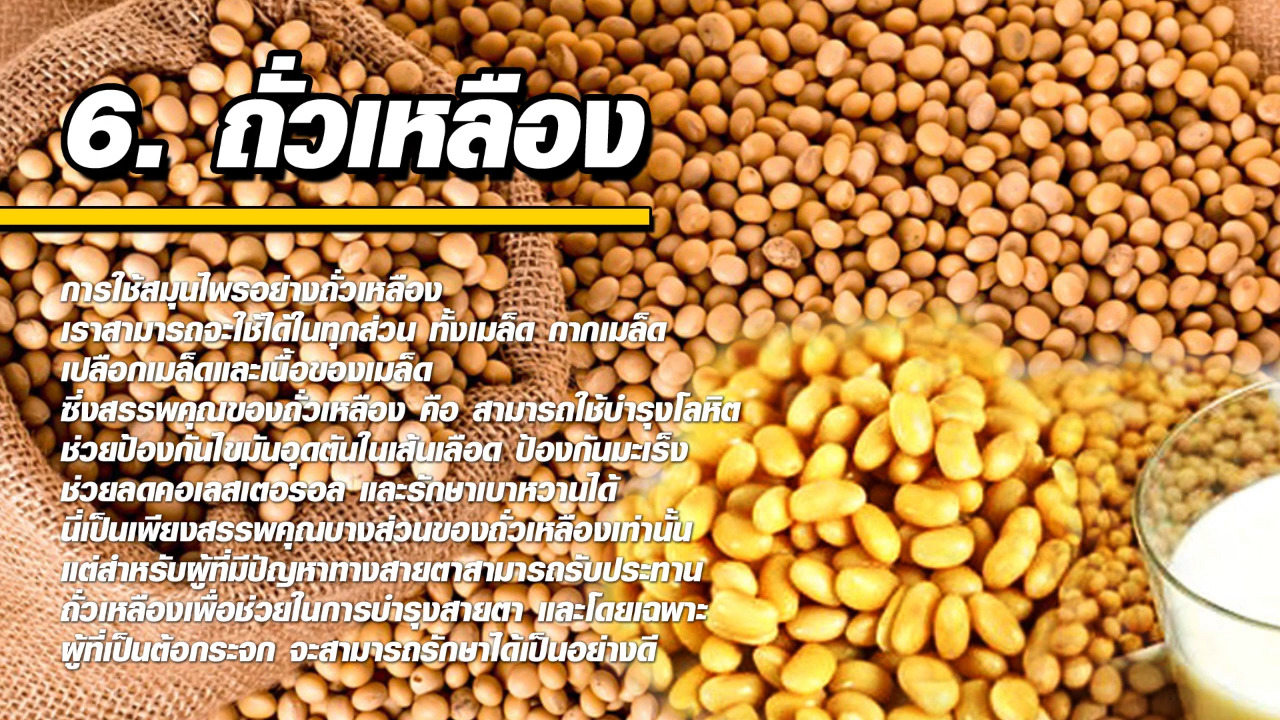 6. ถั่วเหลือง
การใช้สมุนไพรอย่างถั่วเหลือง
เราสามารถจะใช้ได้ในทุกส่วน ทั้งเมล็ด กากเมล็ด
เปลือกเมล็ดและเนื้อของเมล็ด
ซึ่งสรรพคุณของถั่วเหลือง คือ สามารถใช้บำรุงโลหิต
ช่วยป้องกันไขมันอุดตันในเส้นเลือด ป้องกันมะเร็ง
ช่วยลดคอเลสเตอรอล และรักษาเบาหวานได้
นี่เป็นเพียงสรรพคุณบางส่วนของถั่วเหลืองเท่านั้น
แต่สำหรับผู้ที่มีปัญหาทางสายตาสามารถรับประทาน
ถั่วเหลืองเพื่อช่วยในการบำรุงสายตา และโดยเฉพาะ
ผู้ที่เป็นต้อกระจก จะสามารถรักษาได้เป็นอย่างดี